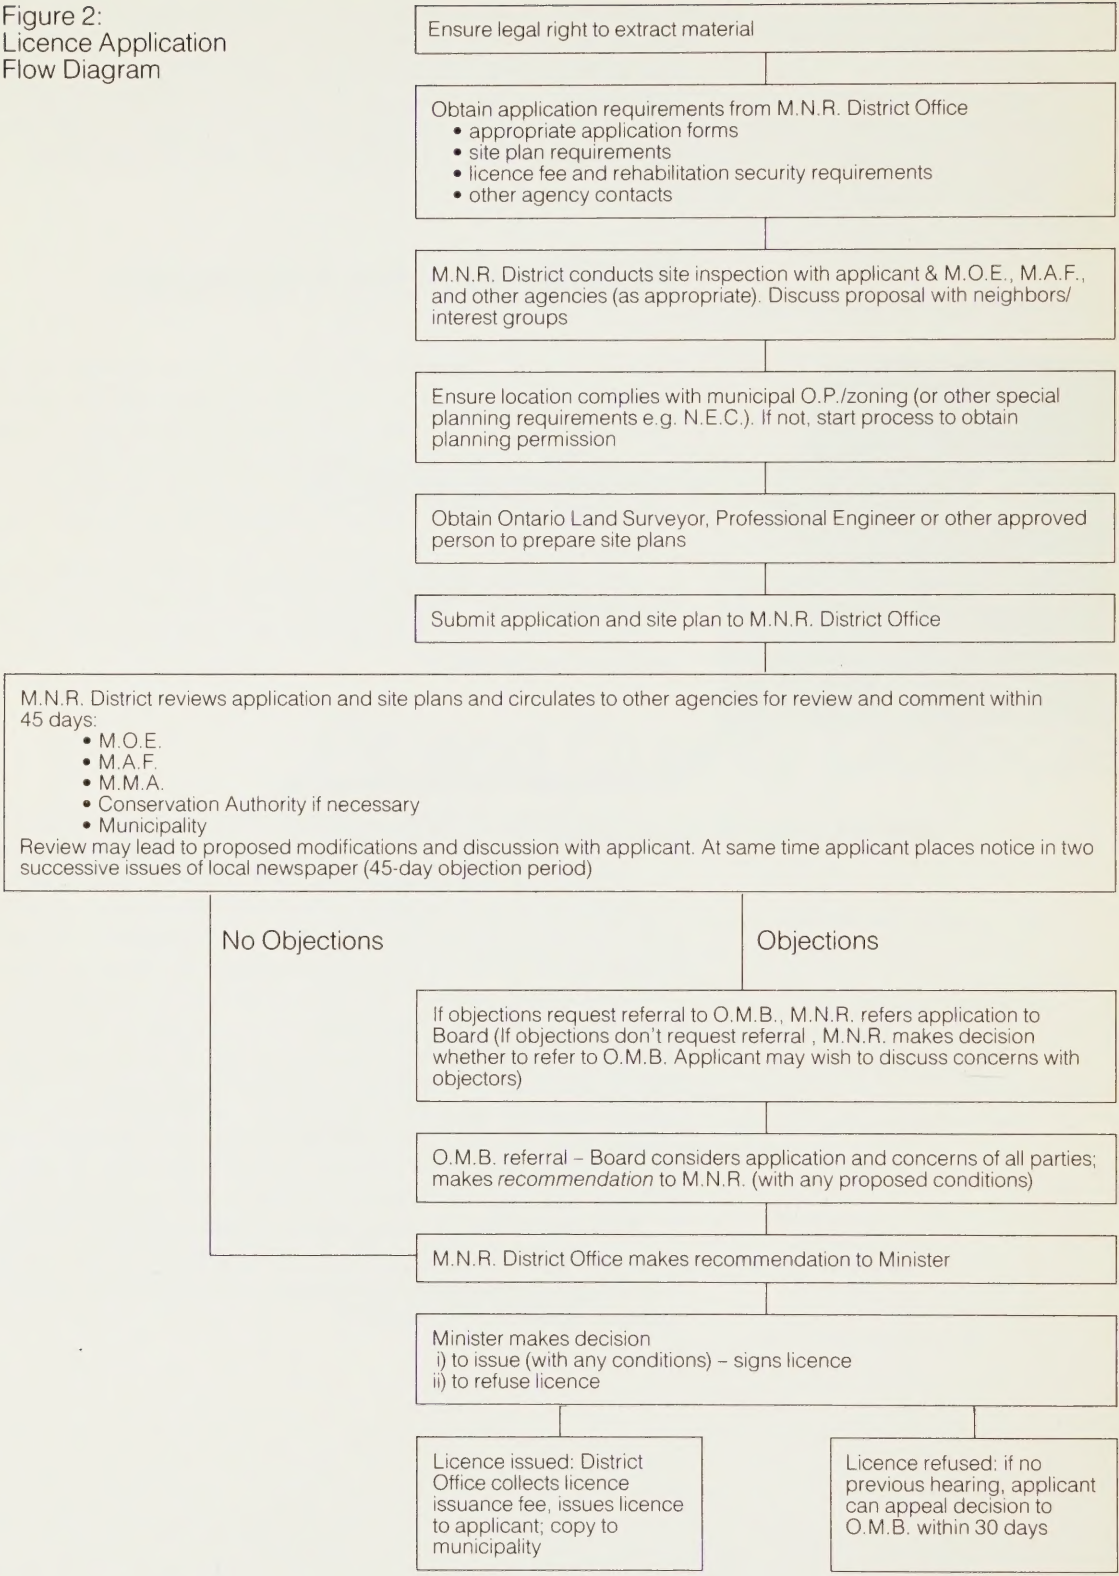 Figure 2:
Licence Application
Flow Diagram
Ensure legal right to extract material
Obtain application requirements from M.N.R. District Office
• appropriate application forms
• site plan requirements
• licence fee and rehabilitation security requirements
• other agency contacts
M.N.R. District conducts site inspection with applicant & M.O.E., M.A.F.,
and other agencies (as appropriate). Discuss proposal with neighbors/
interest groups
Ensure location complies with municipal O.P./zoning (or other special
planning requirements e.g. N.E.C.). If not, start process to obtain
planning permission
Obtain Ontario Land Surveyor, Professional Engineer or other approved
person to prepare site plans
Submit application and site plan to M.N.R. District Office
M.N.R. District reviews application and site plans and circulates to other agencies for review and comment within
45 days:
• M.O.E.
• M.A.F.
• M.M.A.
• Conservation Authority if necessary
• Municipality
Review may lead to proposed modifications and discussion with applicant. At same time applicant places notice in two
successive issues of local newspaper (45-day objection period)
No Objections
Objections
If objections request referral to O.M.B., M.N.R. refers application to
Board (If objections don't request referral , M.N.R. makes decision
whether to refer to O.M.B. Applicant may wish to discuss concerns with
objectors)
O.M.B. referral – Board considers application and concerns of all parties;
makes recommendation to M.N.R. (with any proposed conditions)
M.N.R. District Office makes recommendation to Minister
Minister makes decision
i) to issue (with any conditions) – signs licence
ii) to refuse licence
Licence issued: District
Office collects licence
issuance fee, issues licence
to applicant; copy to
municipality
Licence refused: if no
previous hearing, applicant
can appeal decision to
O.M.B. within 30 days